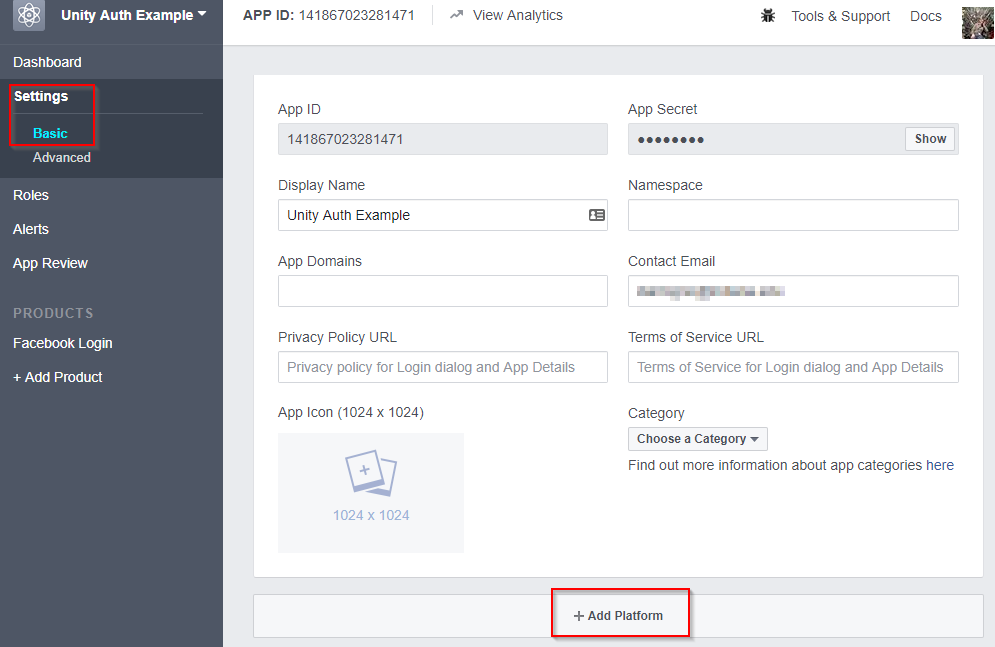 Unity Auth Example
APP ID: 141867023281471
View Analytics
Tools & Support
Docs
Dashboard
Settings
Basic
Advanced
Roles
Alerts
App Review
PRODUCTS
Facebook Login
+ Add Product
App ID
141867023281471
App Secret
●●●●●●●●
Show
Display Name
Unity Auth Example
Namespace
App Domains
Contact Email
Privacy Policy URL
Privacy policy for Login dialog and App Details
Terms of Service URL
Terms of Service for Login dialog and App Details
App Icon (1024 x 1024)
1024 x 1024
Category
Choose a Category
Find out more information about app categories here
+ Add Platform